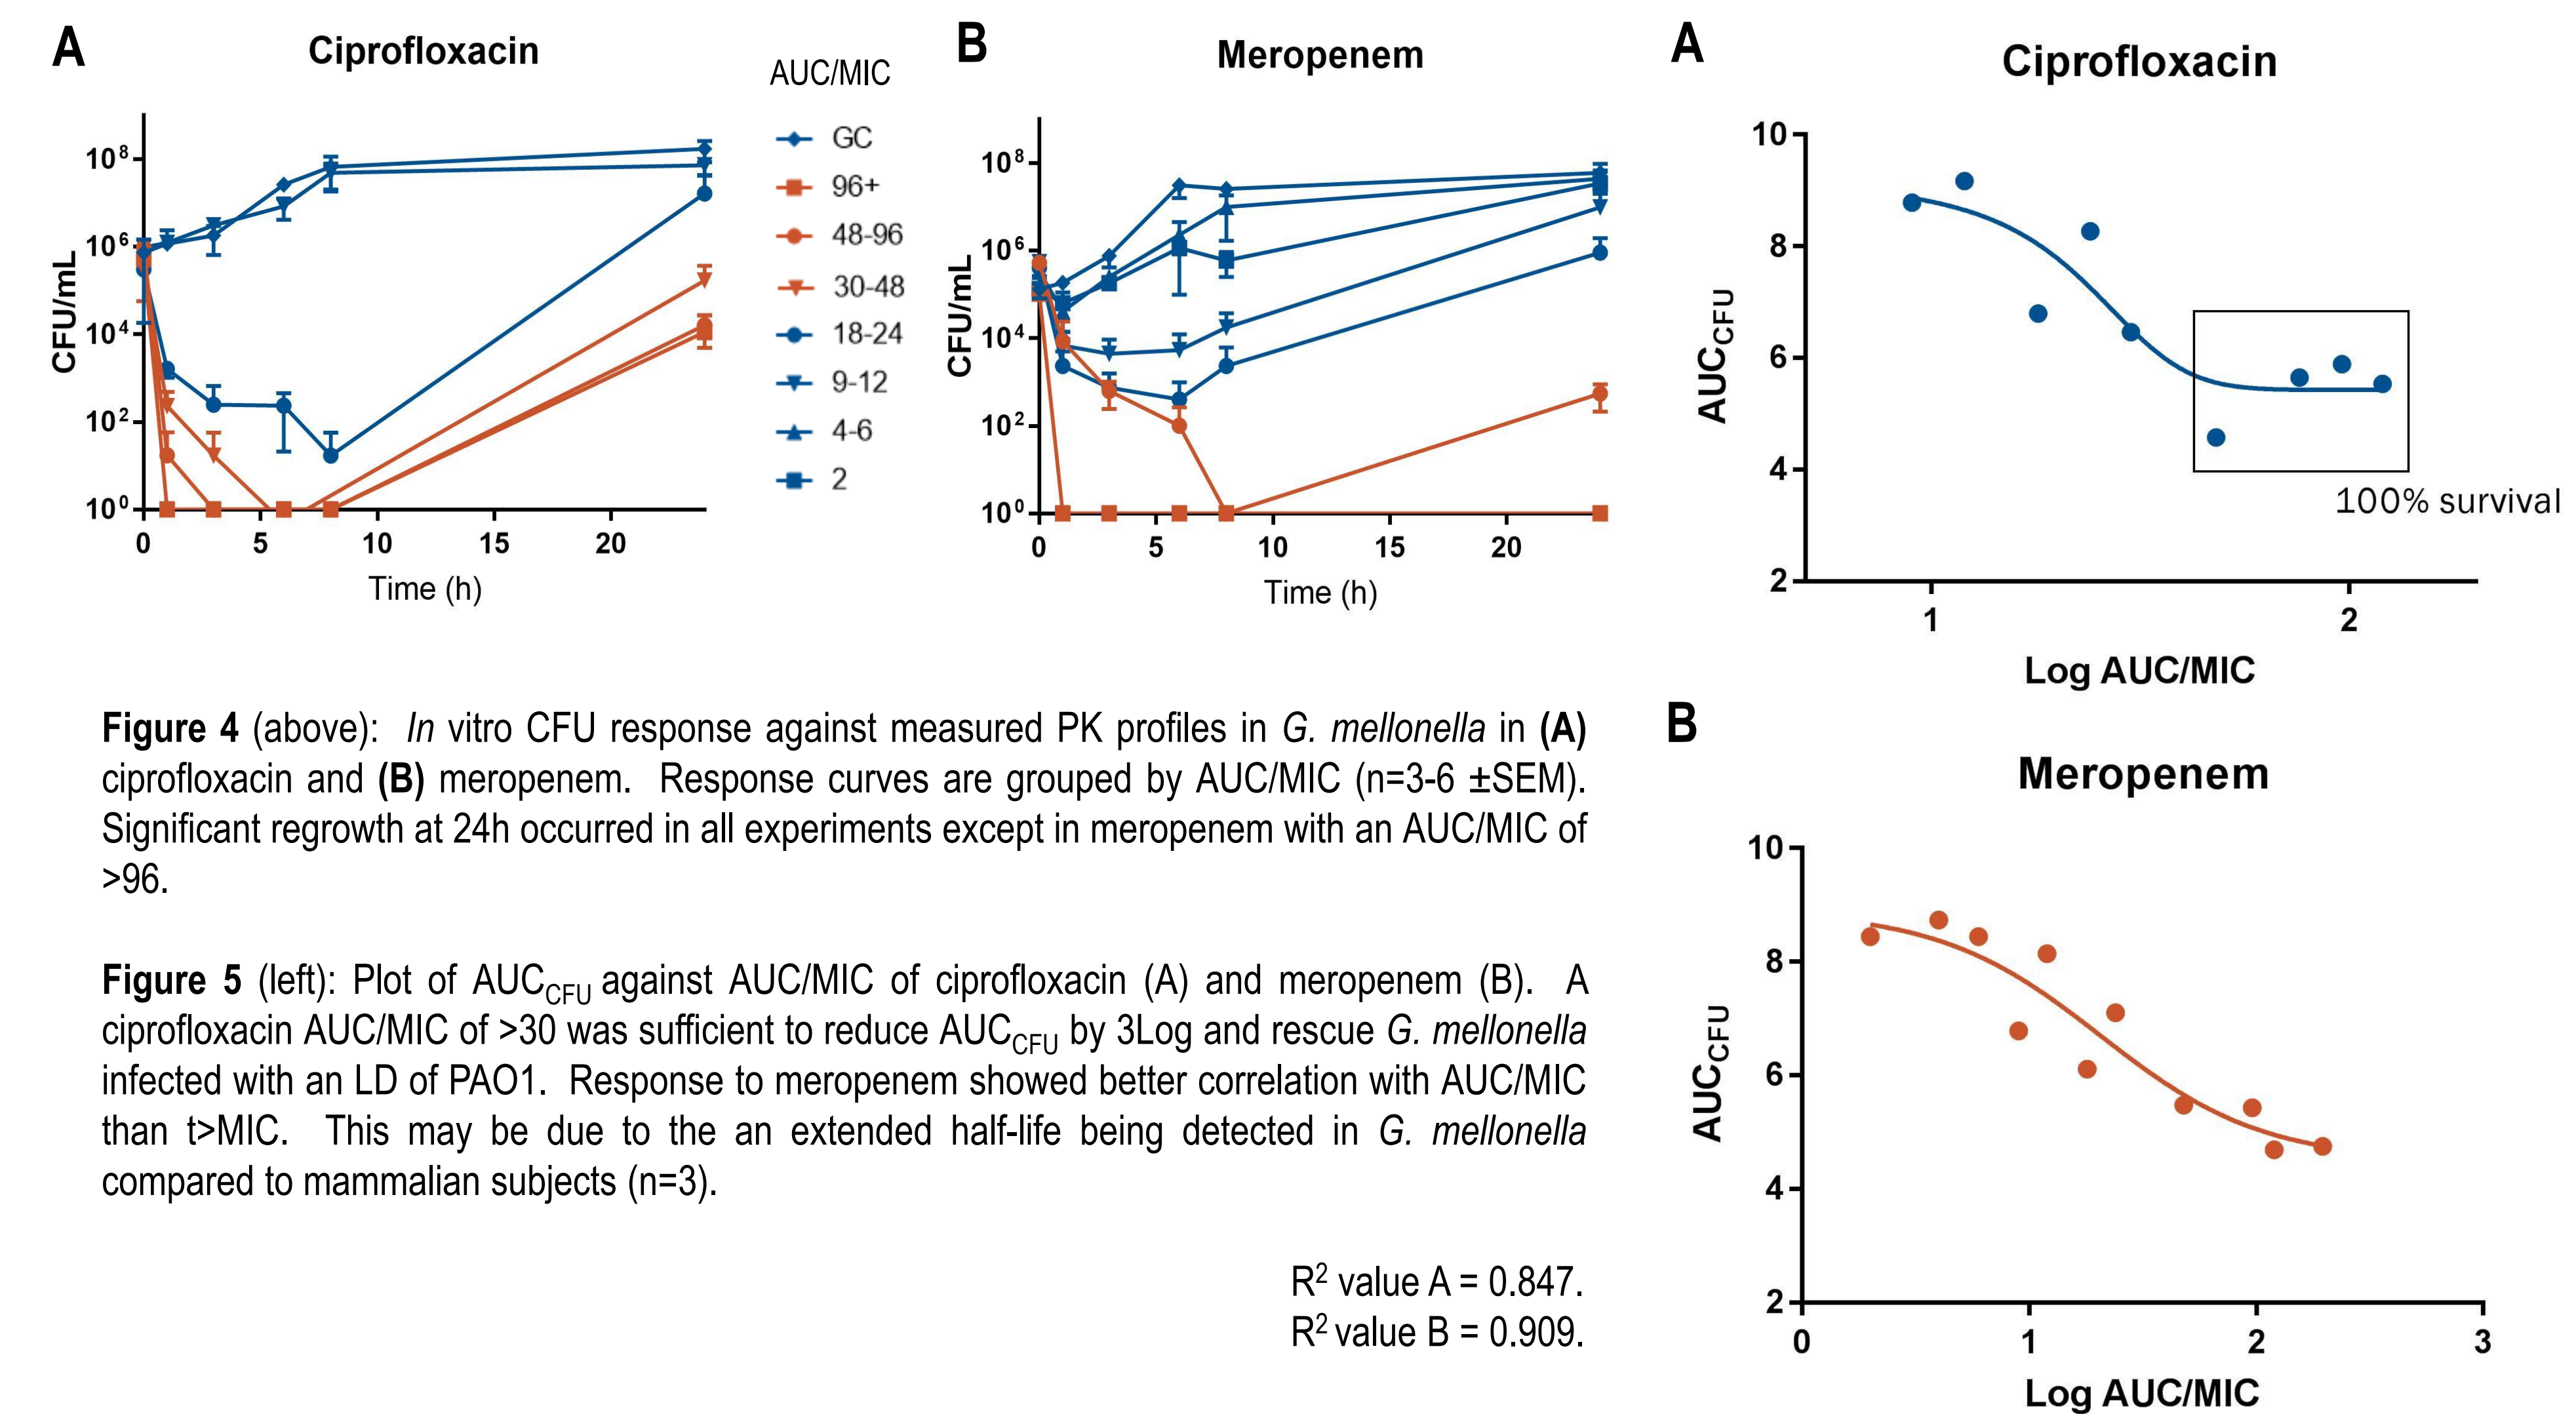 A
Ciprofloxacin
CFU/mL
10⁸
10⁶
10⁴
10²
10⁰
0 5 10 15 20
Time (h)
AUC/MIC
GC
96+
48-96
30-48
18-24
9-12
4-6
2
B
Meropenem
CFU/mL
10⁸
10⁶
10⁴
10²
10⁰
0 5 10 15 20
Time (h)
Figure 4 (above): In vitro CFU response against measured PK profiles in G. mellonella in (A)
ciprofloxacin and (B) meropenem. Response curves are grouped by AUC/MIC (n=3-6 ±SEM).
Significant regrowth at 24h occurred in all experiments except in meropenem with an AUC/MIC of
>96.
Figure 5 (left): Plot of AUC_CFU against AUC/MIC of ciprofloxacin (A) and meropenem (B). A
ciprofloxacin AUC/MIC of >30 was sufficient to reduce AUC_CFU by 3Log and rescue G. mellonella
infected with an LD of PAO1. Response to meropenem showed better correlation with AUC/MIC
than t>MIC. This may be due to the an extended half-life being detected in G. mellonella
compared to mammalian subjects (n=3).
R² value A = 0.847.
R² value B = 0.909.
A
Ciprofloxacin
AUC_CFU
10
8
6
4
2
100% survival
1 2
Log AUC/MIC
B
Meropenem
AUC_CFU
10
8
6
4
2
0 1 2 3
Log AUC/MIC